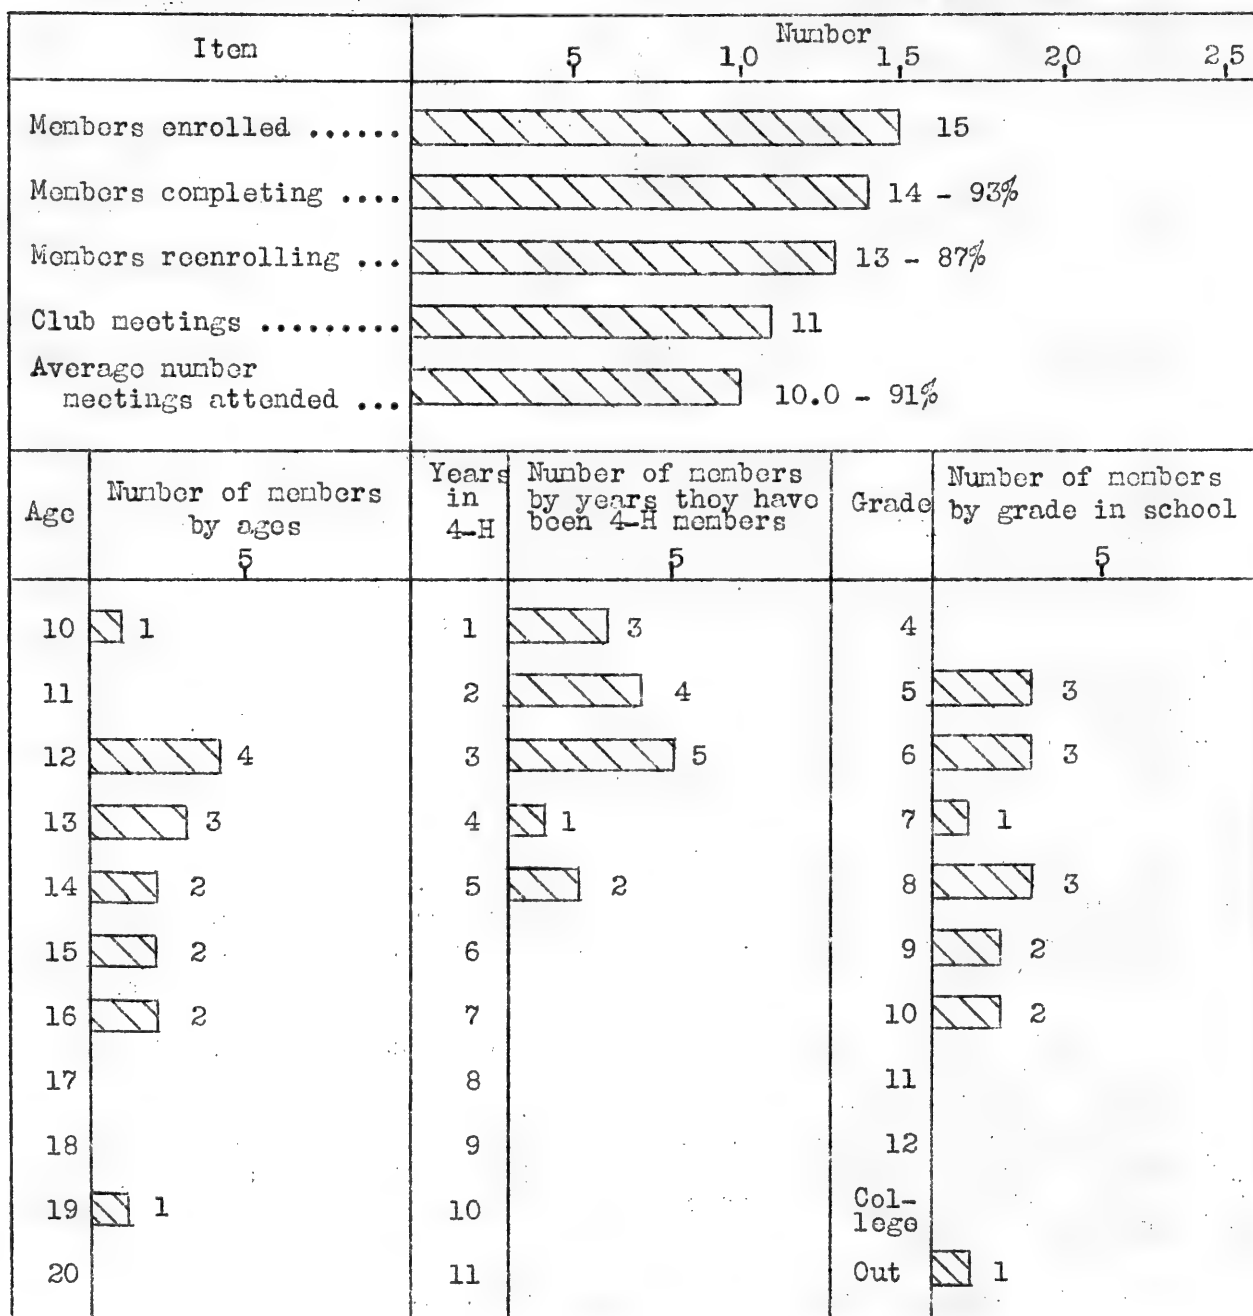 Item
Number
5 10 15 20 25
Members enrolled ...... 15
Members completing .... 14 - 93%
Members reenrolling ... 13 - 87%
Club meetings ......... 11
Average number
meetings attended ... 10.0 - 91%
Age
Number of members
by ages
5
10 1
11
12 4
13 3
14 2
15 2
16 2
17
18
19 1
20
Years
in
4-H
Number of members
by years they have
been 4-H members
5
1 3
2 4
3 5
4 1
5 2
6
7
8
9
10
11
Grade
Number of members
by grade in school
5
4
5 3
6 3
7 1
8 3
9 2
10 2
11
12
Col-
lege
Out 1